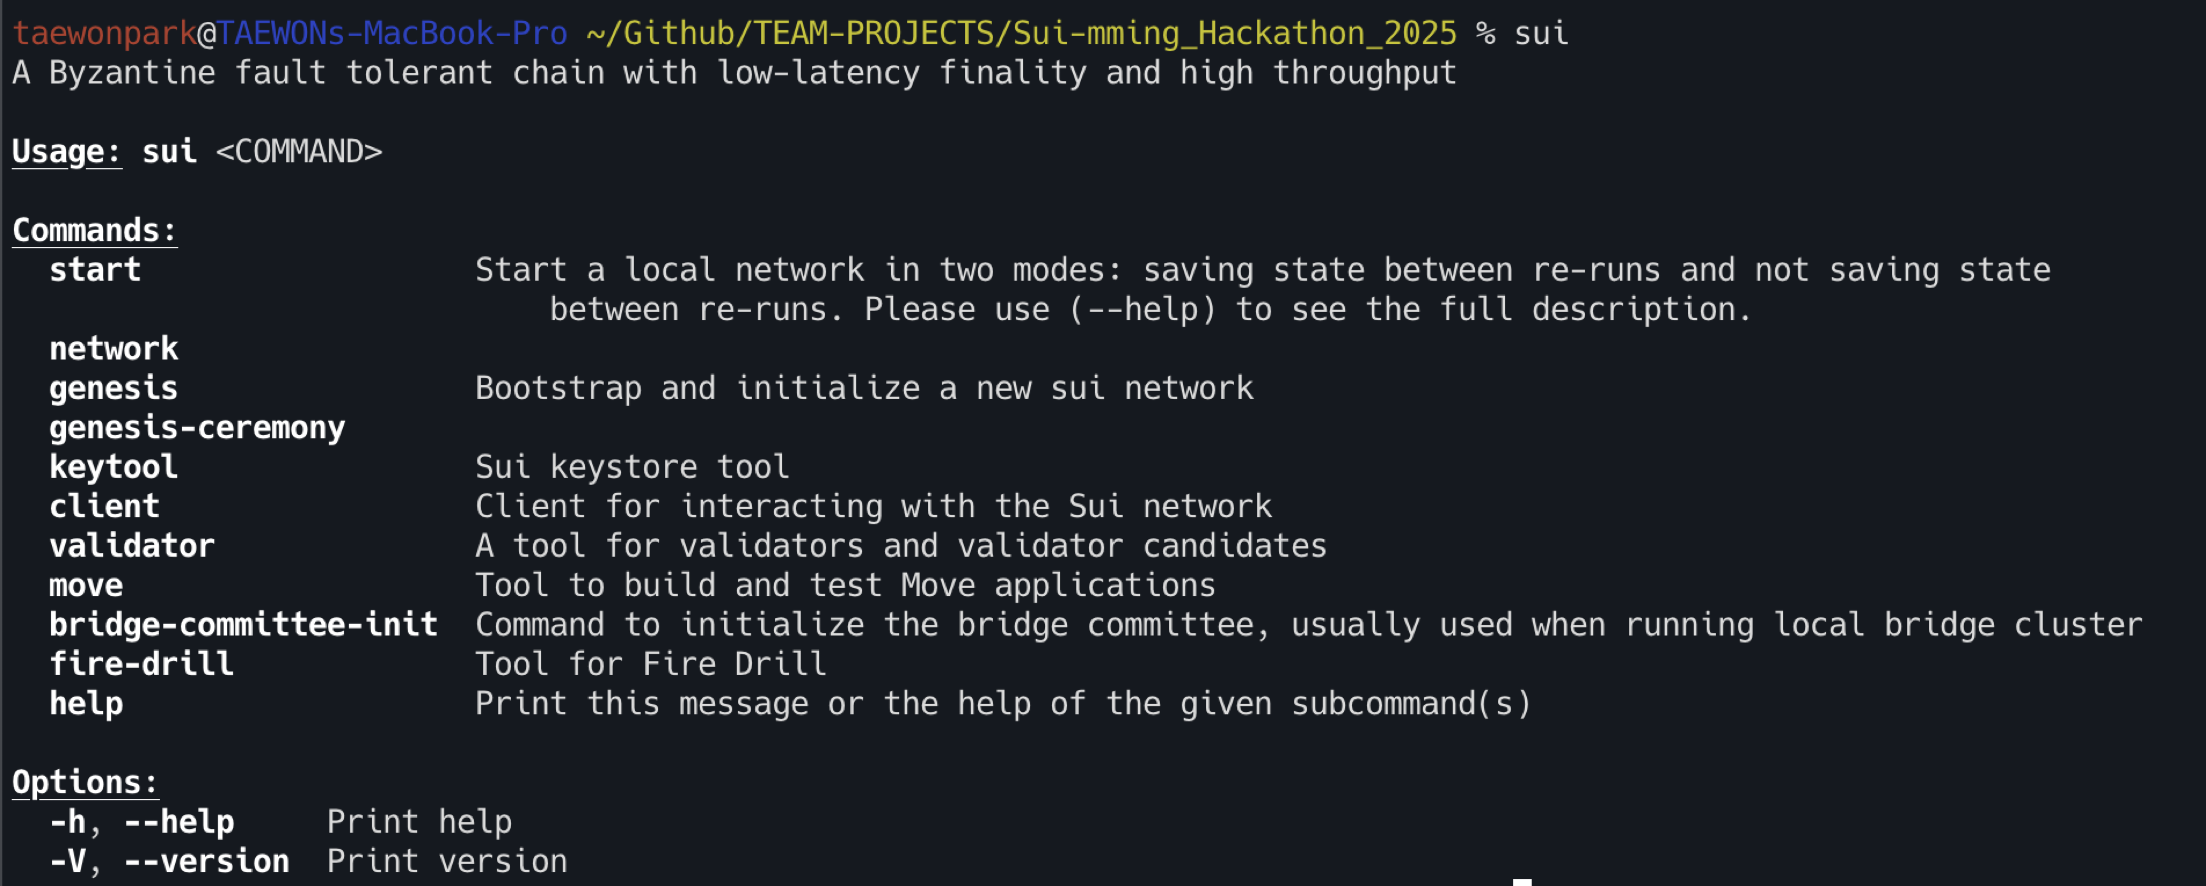 taewonpark@TAEWONs-MacBook-Pro ~/Github/TEAM-PROJECTS/Sui-mming_Hackathon_2025 % sui
A Byzantine fault tolerant chain with low-latency finality and high throughput

Usage: sui <COMMAND>

Commands:
  start                  Start a local network in two modes: saving state between re-runs and not saving state
                             between re-runs. Please use (--help) to see the full description.
  network
  genesis                Bootstrap and initialize a new sui network
  genesis-ceremony
  keytool                Sui keystore tool
  client                 Client for interacting with the Sui network
  validator              A tool for validators and validator candidates
  move                   Tool to build and test Move applications
  bridge-committee-init  Command to initialize the bridge committee, usually used when running local bridge cluster
  fire-drill             Tool for Fire Drill
  help                   Print this message or the help of the given subcommand(s)

Options:
  -h, --help     Print help
  -V, --version  Print version